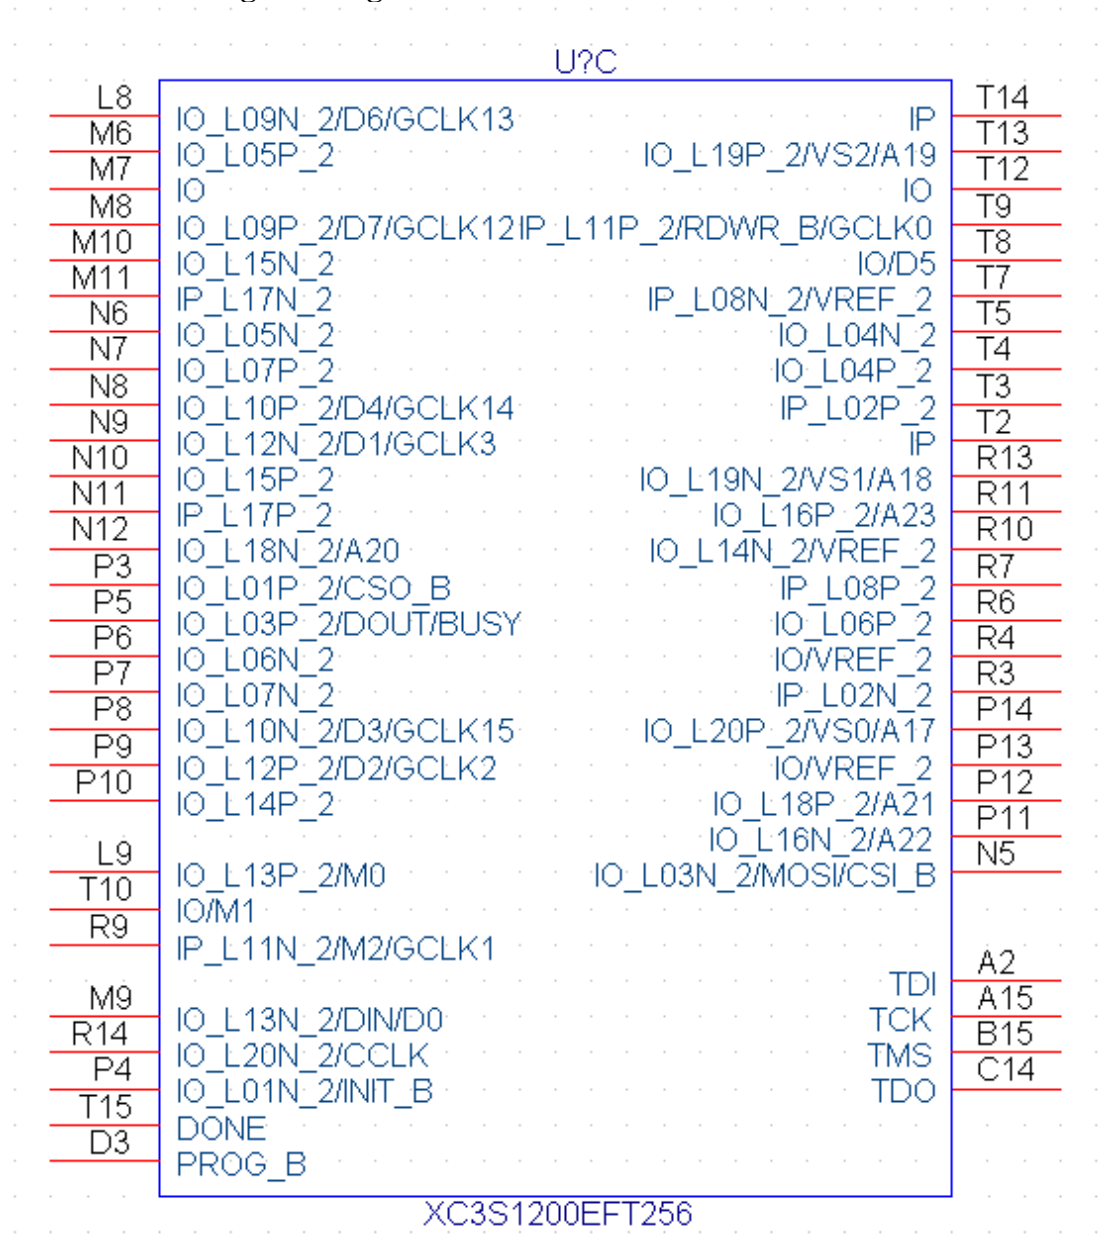 U?C
L8 IO_L09N_2/D6/GCLK13 IP T14
M6 IO_L05P_2 IO_L19P_2/VS2/A19 T13
M7 IO IO T12
M8 IO_L09P_2/D7/GCLK12 IP_L11P_2/RDWR_B/GCLK0 T9
M10 IO_L15N_2 IO/D5 T8
M11 IP_L17N_2 IP_L08N_2/VREF_2 T7
N6 IO_L05N_2 IO_L04N_2 T5
N7 IO_L07P_2 IO_L04P_2 T4
N8 IO_L10P_2/D4/GCLK14 IP_L02P_2 T3
N9 IO_L12N_2/D1/GCLK3 IP T2
N10 IO_L15P_2 IO_L19N_2/VS1/A18 R13
N11 IP_L17P_2 IO_L16P_2/A23 R11
N12 IO_L18N_2/A20 IO_L14N_2/VREF_2 R10
P3 IO_L01P_2/CSO_B IP_L08P_2 R7
P5 IO_L03P_2/DOUT/BUSY IO_L06P_2 R6
P6 IO_L06N_2 IO/VREF_2 R4
P7 IO_L07N_2 IP_L02N_2 R3
P8 IO_L10N_2/D3/GCLK15 IO_L20P_2/VS0/A17 P14
P9 IO_L12P_2/D2/GCLK2 IO/VREF_2 P13
P10 IO_L14P_2 IO_L18P_2/A21 P12
IO_L16N_2/A22 P11
L9 IO_L13P_2/M0 IO_L03N_2/MOSI/CSI_B N5
T10 IO/M1
R9 IP_L11N_2/M2/GCLK1
TDI A2
M9 IO_L13N_2/DIN/D0 TCK A15
R14 IO_L20N_2/CCLK TMS B15
P4 IO_L01N_2/INIT_B TDO C14
T15 DONE
D3 PROG_B
XC3S1200EFT256